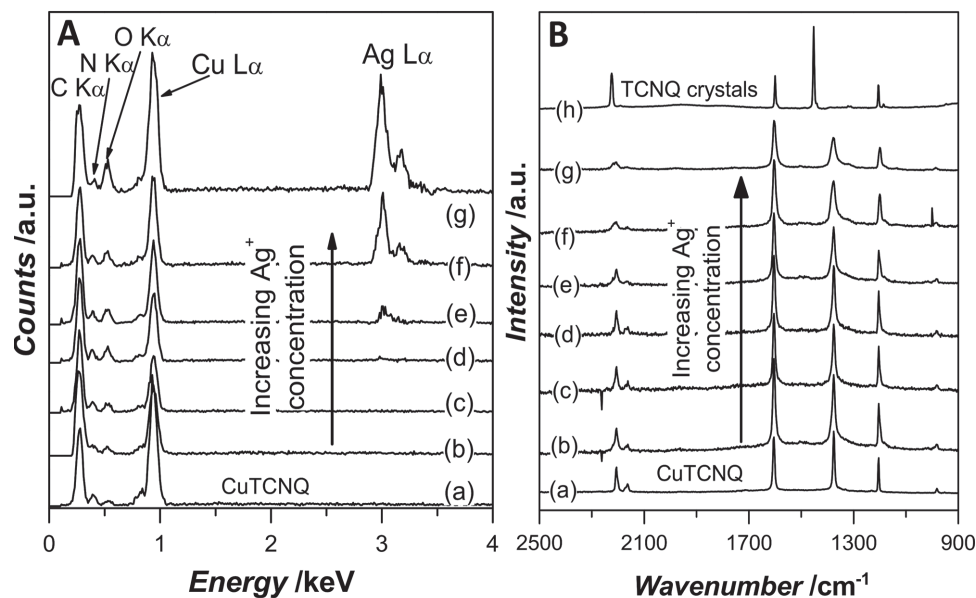 A
O Kα
N Kα
C Kα
Cu Lα
Ag Lα
(g)
(f)
(e)
(d)
(c)
(b)
(a)
Increasing Ag+
concentration
CuTCNQ
0
1
2
3
4
Counts /a.u.
Energy /keV
B
TCNQ crystals
(h)
(g)
(f)
(e)
(d)
(c)
(b)
(a)
Increasing Ag+
concentration
CuTCNQ
2500
2100
1700
1300
900
Intensity /a.u.
Wavenumber /cm-1